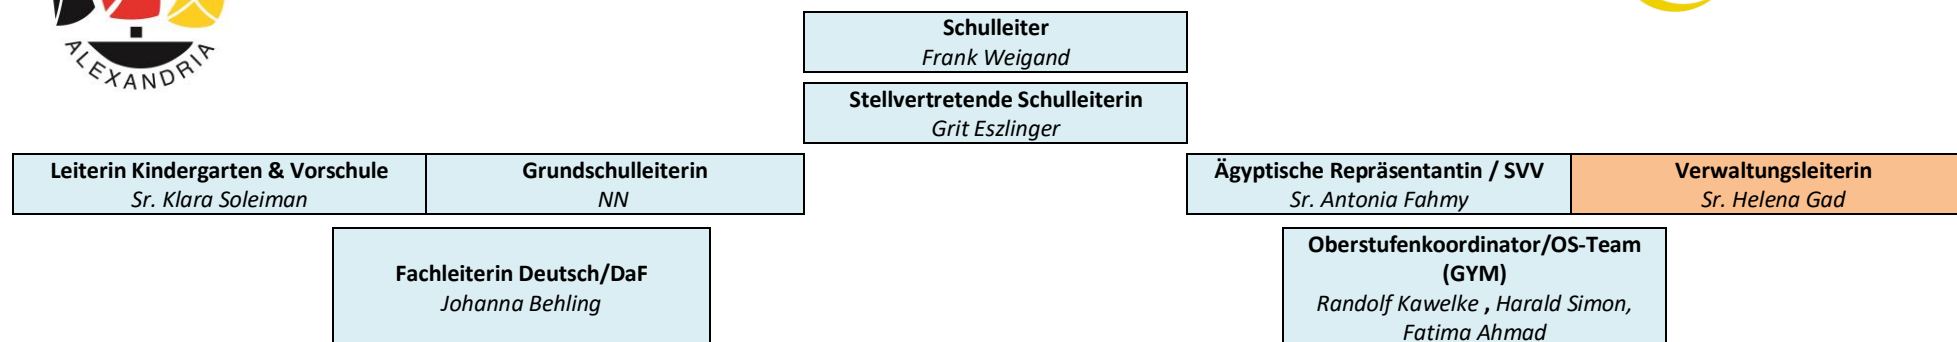 ALEXANDRIA
Schulleiter
Frank Weigand
Stellvertretende Schulleiterin
Grit Eszlinger
Leiterin Kindergarten & Vorschule
Sr. Klara Soleiman
Grundschulleiterin
NN
Ägyptische Repräsentantin / SVV
Sr. Antonia Fahmy
Verwaltungsleiterin
Sr. Helena Gad
Fachleiterin Deutsch/DaF
Johanna Behling
Oberstufenkoordinator/OS-Team
(GYM)
Randolf Kawelke , Harald Simon,
Fatima Ahmad